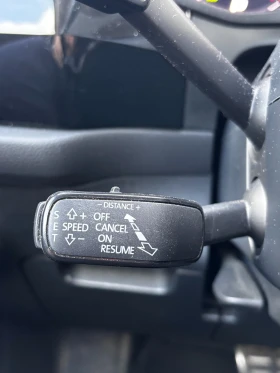 - DISTANCE +
S ⇧ + OFF
E SPEED CANCEL
T ⇩ - ON
RESUME